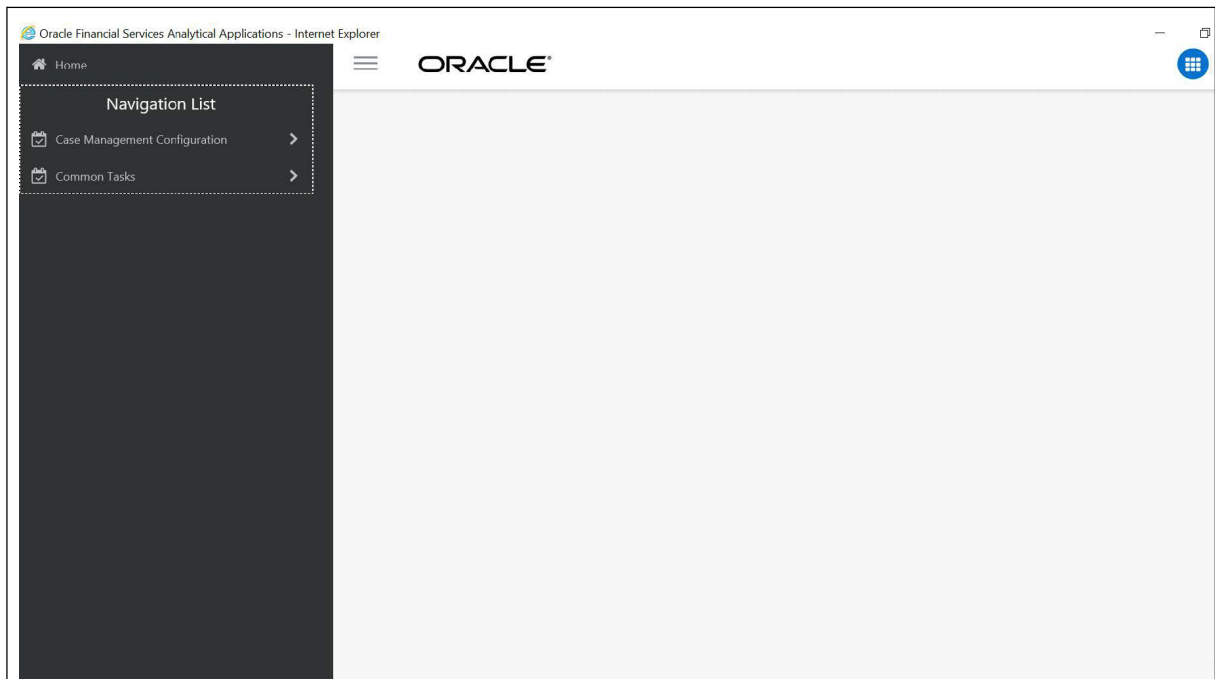 Oracle Financial Services Analytical Applications - Internet Explorer
Home
ORACLE®
Navigation List
Case Management Configuration
Common Tasks